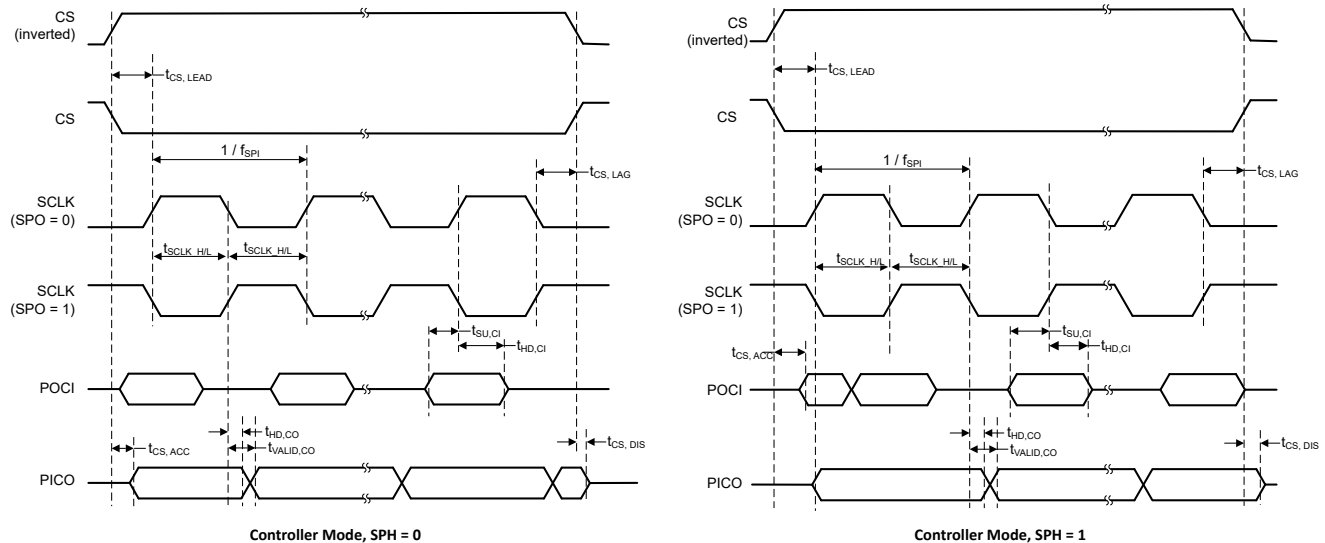 CS
(inverted)
tCS, LEAD
CS
1 / fSPI
tCS, LAG
SCLK
(SPO = 0)
tSCLK_H/L
tSCLK_H/L
SCLK
(SPO = 1)
tSU,CI
tHD,CI
POCI
tHD,CO
tCS, ACC
tVALID,CO
tCS, DIS
PICO
Controller Mode, SPH = 0
CS
(inverted)
tCS, LEAD
CS
1 / fSPI
tCS, LAG
SCLK
(SPO = 0)
tSCLK_H/L
tSCLK_H/L
SCLK
(SPO = 1)
tSU,CI
tHD,CI
tCS, ACC
POCI
tHD,CO
tVALID,CO
tCS, DIS
PICO
Controller Mode, SPH = 1